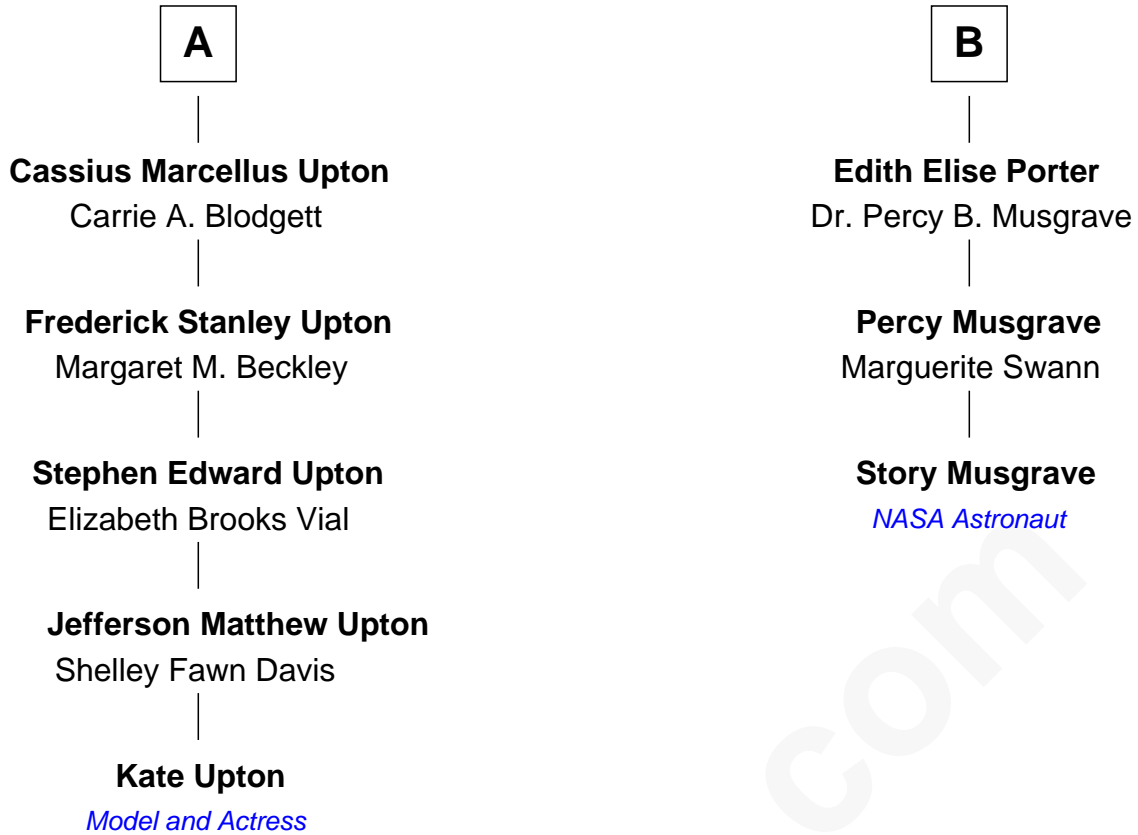 A
Cassius Marcellus Upton
Carrie A. Blodgett
Frederick Stanley Upton
Margaret M. Beckley
Stephen Edward Upton
Elizabeth Brooks Vial
Jefferson Matthew Upton
Shelley Fawn Davis
Kate Upton
Model and Actress
B
Edith Elise Porter
Dr. Percy B. Musgrave
Percy Musgrave
Marguerite Swann
Story Musgrave
NASA Astronaut
com